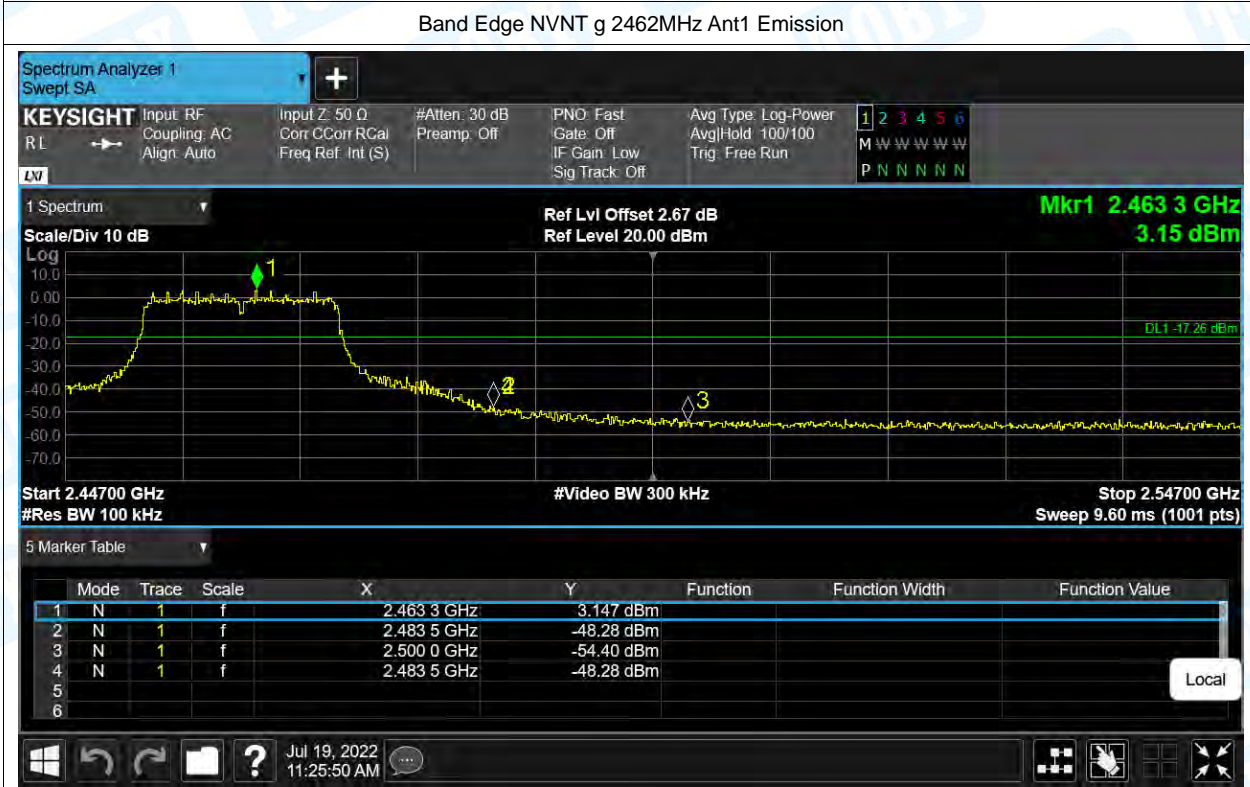 Band Edge NVNT g 2462MHz Ant1 Emission
Spectrum Analyzer 1
Swept SA
+
KEYSIGHT Input: RF Input Z: 50 Ω #Atten: 30 dB PNO: Fast Avg Type: Log-Power 1 2 3 4 5 6
RL Coupling: AC Corr CCorr RCal Preamp: Off Gate: Off Avg|Hold: 100/100 M W W W W W
Align: Auto Freq Ref: Int (S) IF Gain: Low Trig: Free Run
LXI Sig Track: Off P N N N N N
1 Spectrum Ref Lvl Offset 2.67 dB Mkr1 2.463 3 GHz
Scale/Div 10 dB Ref Level 20.00 dBm 3.15 dBm
Log
10.0
0.00
-10.0
-20.0
-30.0
-40.0
-50.0
-60.0
-70.0
1
DL1 -17.26 dBm
2
3
Start 2.44700 GHz #Video BW 300 kHz Stop 2.54700 GHz
#Res BW 100 kHz Sweep 9.60 ms (1001 pts)
5 Marker Table
Mode Trace Scale X Y Function Function Width Function Value
1 N 1 f 2.463 3 GHz 3.147 dBm
2 N 1 f 2.483 5 GHz -48.28 dBm
3 N 1 f 2.500 0 GHz -54.40 dBm
4 N 1 f 2.483 5 GHz -48.28 dBm
5
6
Local
? Jul 19, 2022
11:25:50 AM